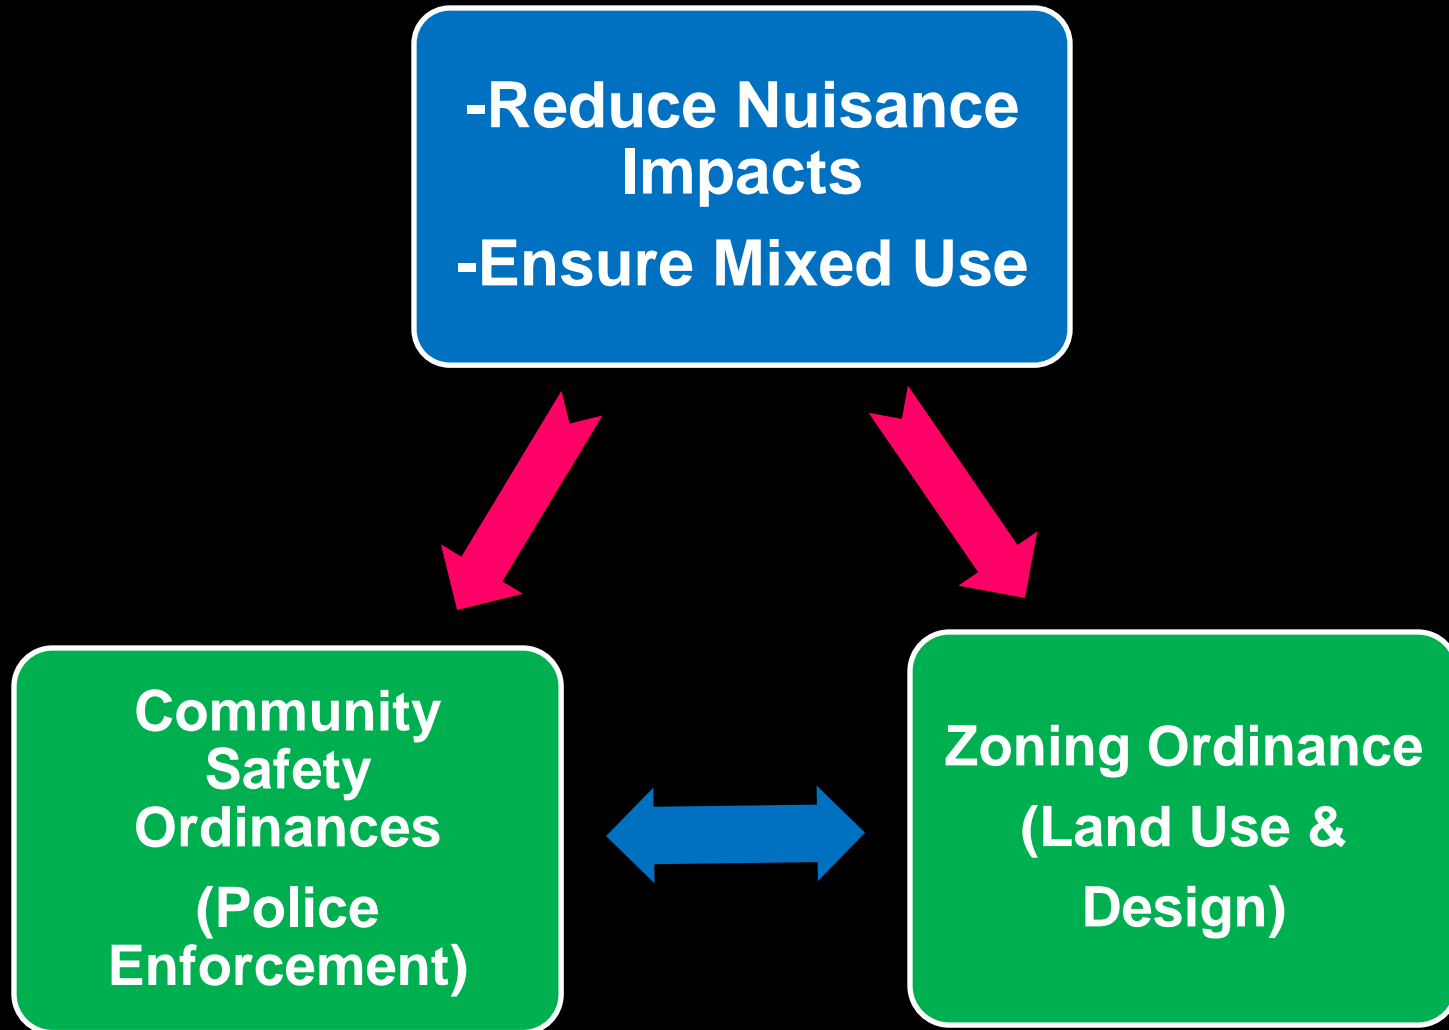 -Reduce Nuisance
Impacts
-Ensure Mixed Use
Community
Safety
Ordinances
(Police
Enforcement)
Zoning Ordinance
(Land Use &
Design)